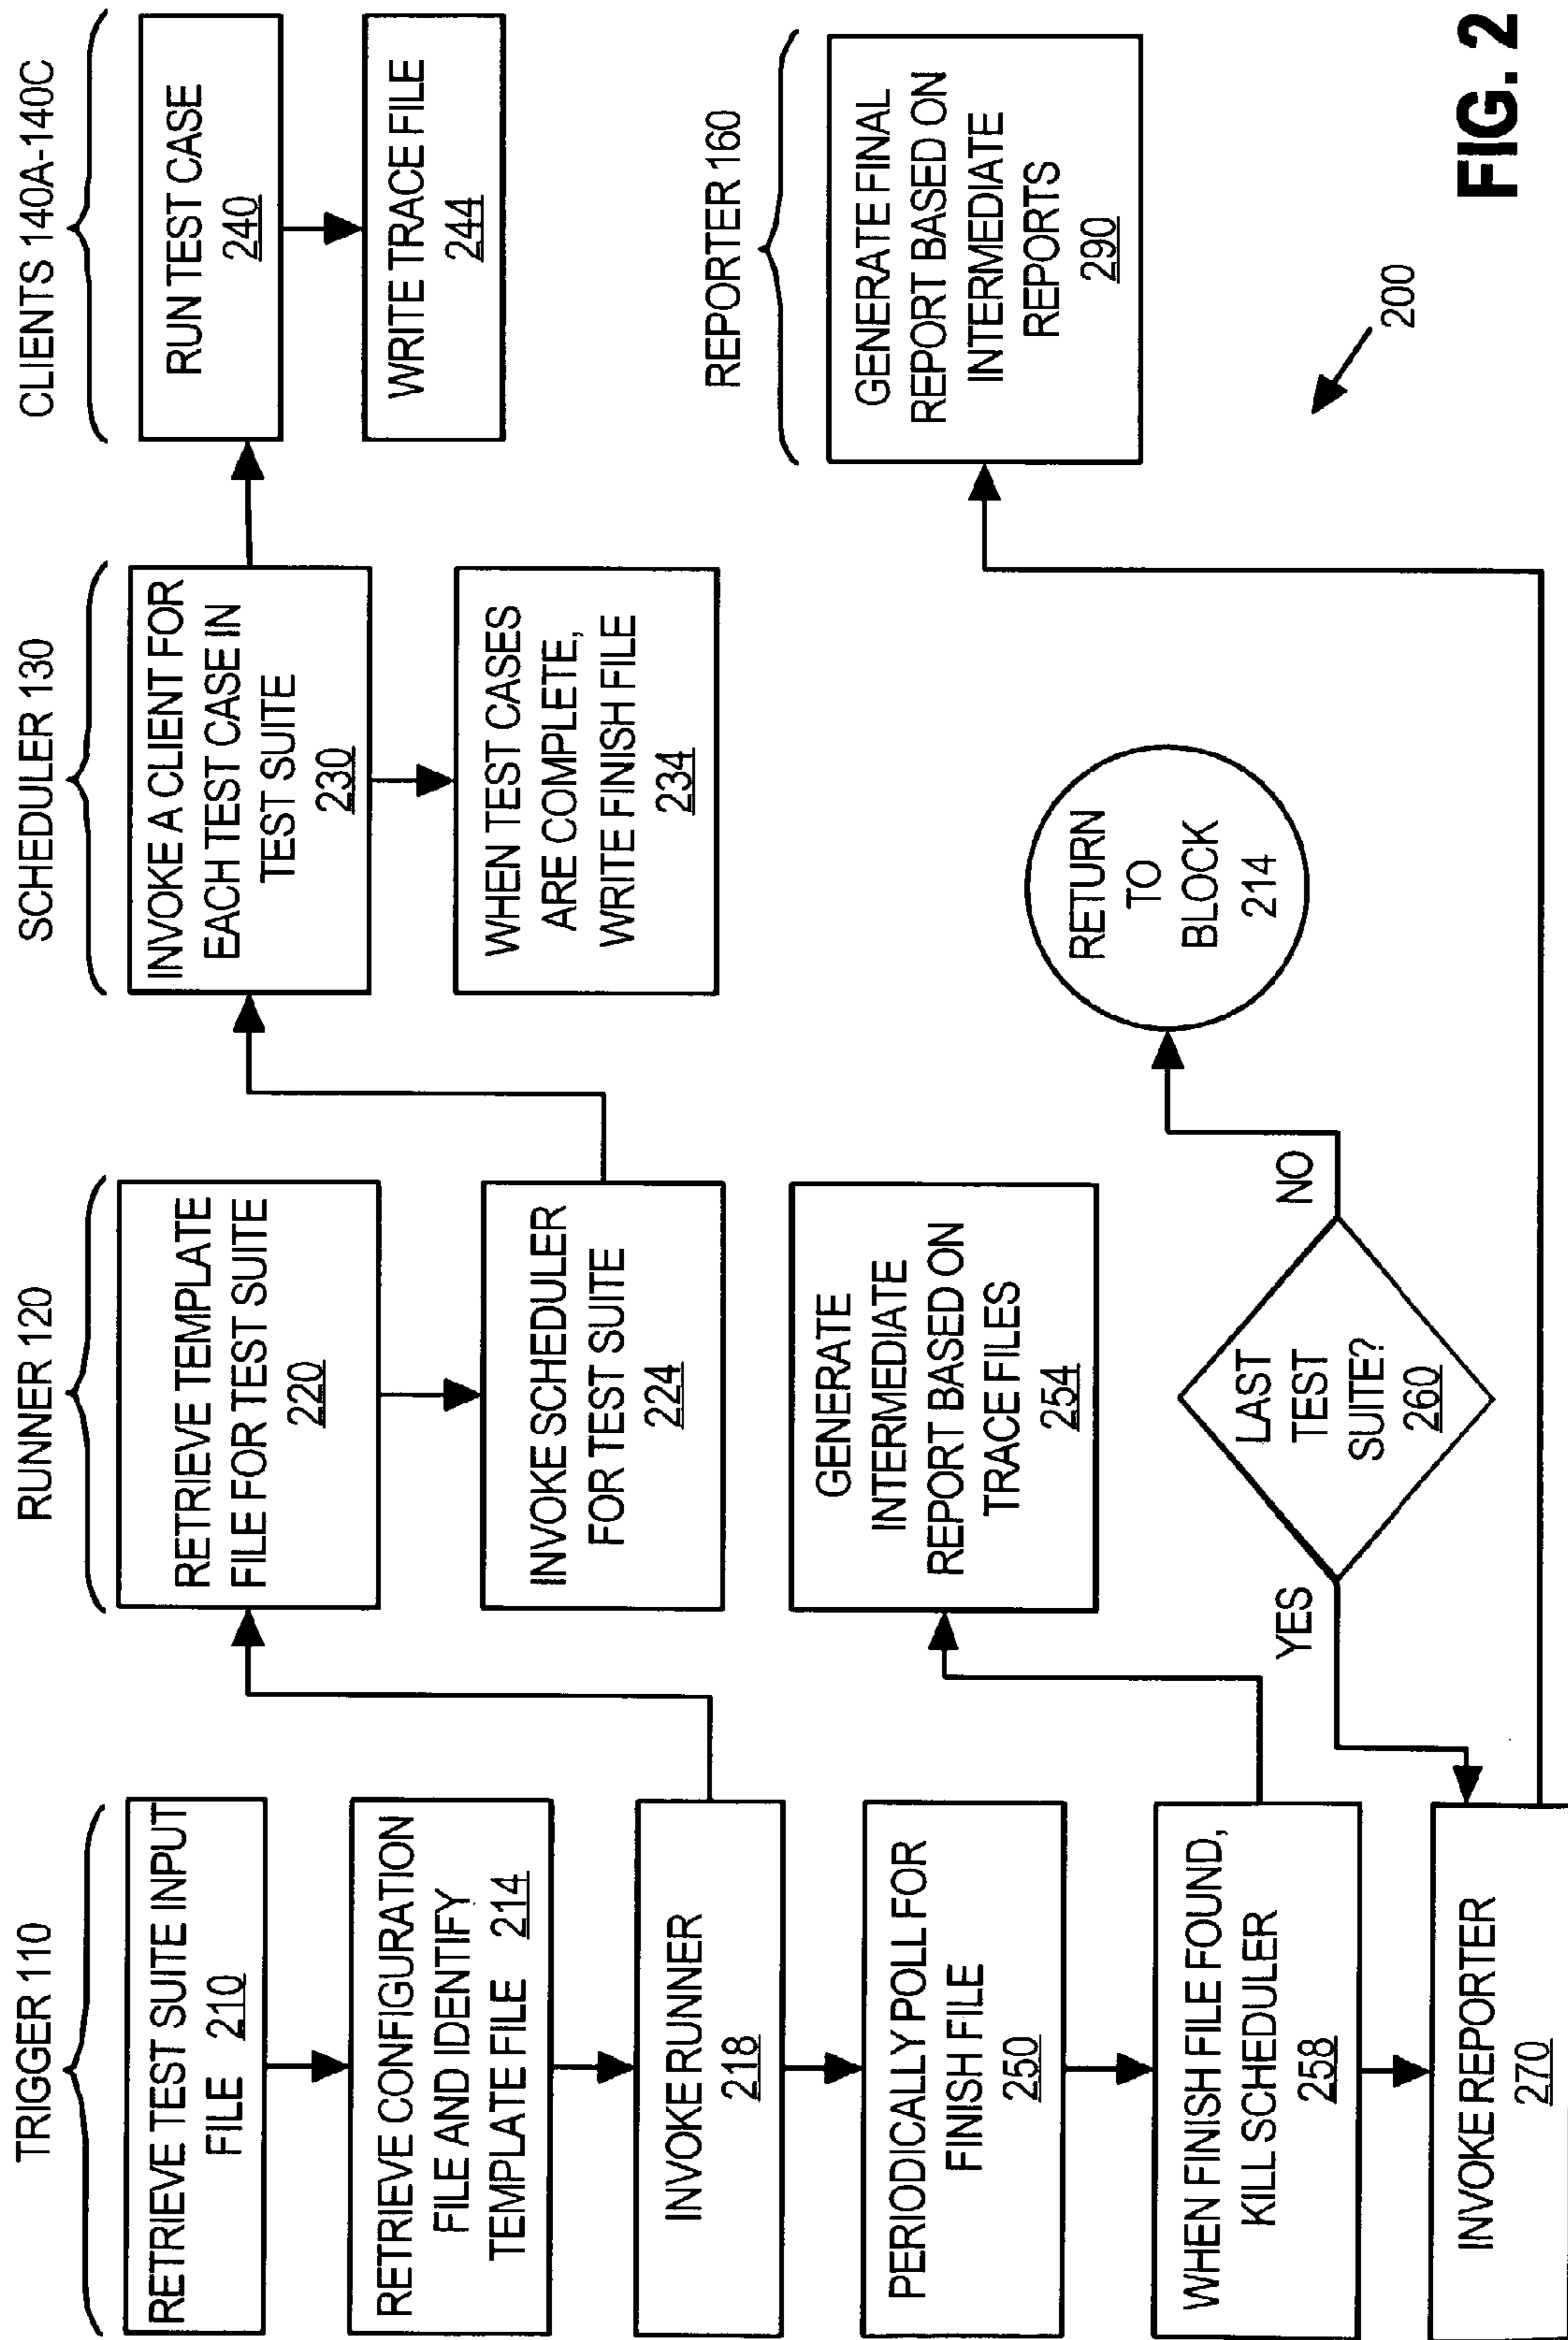 TRIGGER 110
RETRIEVE TEST SUITE INPUT
FILE 210
RETRIEVE CONFIGURATION
FILE AND IDENTIFY
TEMPLATE FILE 214
INVOKE RUNNER
218
PERIODICALLY POLL FOR
FINISH FILE
250
WHEN FINISH FILE FOUND,
KILL SCHEDULER
258
INVOKE REPORTER
270
RUNNER 120
RETRIEVE TEMPLATE
FILE FOR TEST SUITE
220
INVOKE SCHEDULER
FOR TEST SUITE
224
GENERATE
INTERMEDIATE
REPORT BASED ON
TRACE FILES
254
YES
LAST
TEST
SUITE?
260
NO
SCHEDULER 130
INVOKE A CLIENT FOR
EACH TEST CASE IN
TEST SUITE
230
WHEN TEST CASES
ARE COMPLETE,
WRITE FINISH FILE
234
RETURN
TO
BLOCK
214
CLIENTS 140A-140C
RUN TEST CASE
240
WRITE TRACE FILE
244
REPORTER 160
GENERATE FINAL
REPORT BASED ON
INTERMEDIATE
REPORTS
290
200
FIG. 2